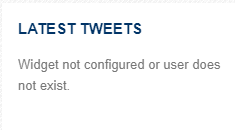 LATEST TWEETS
Widget not configured or user does
not exist.